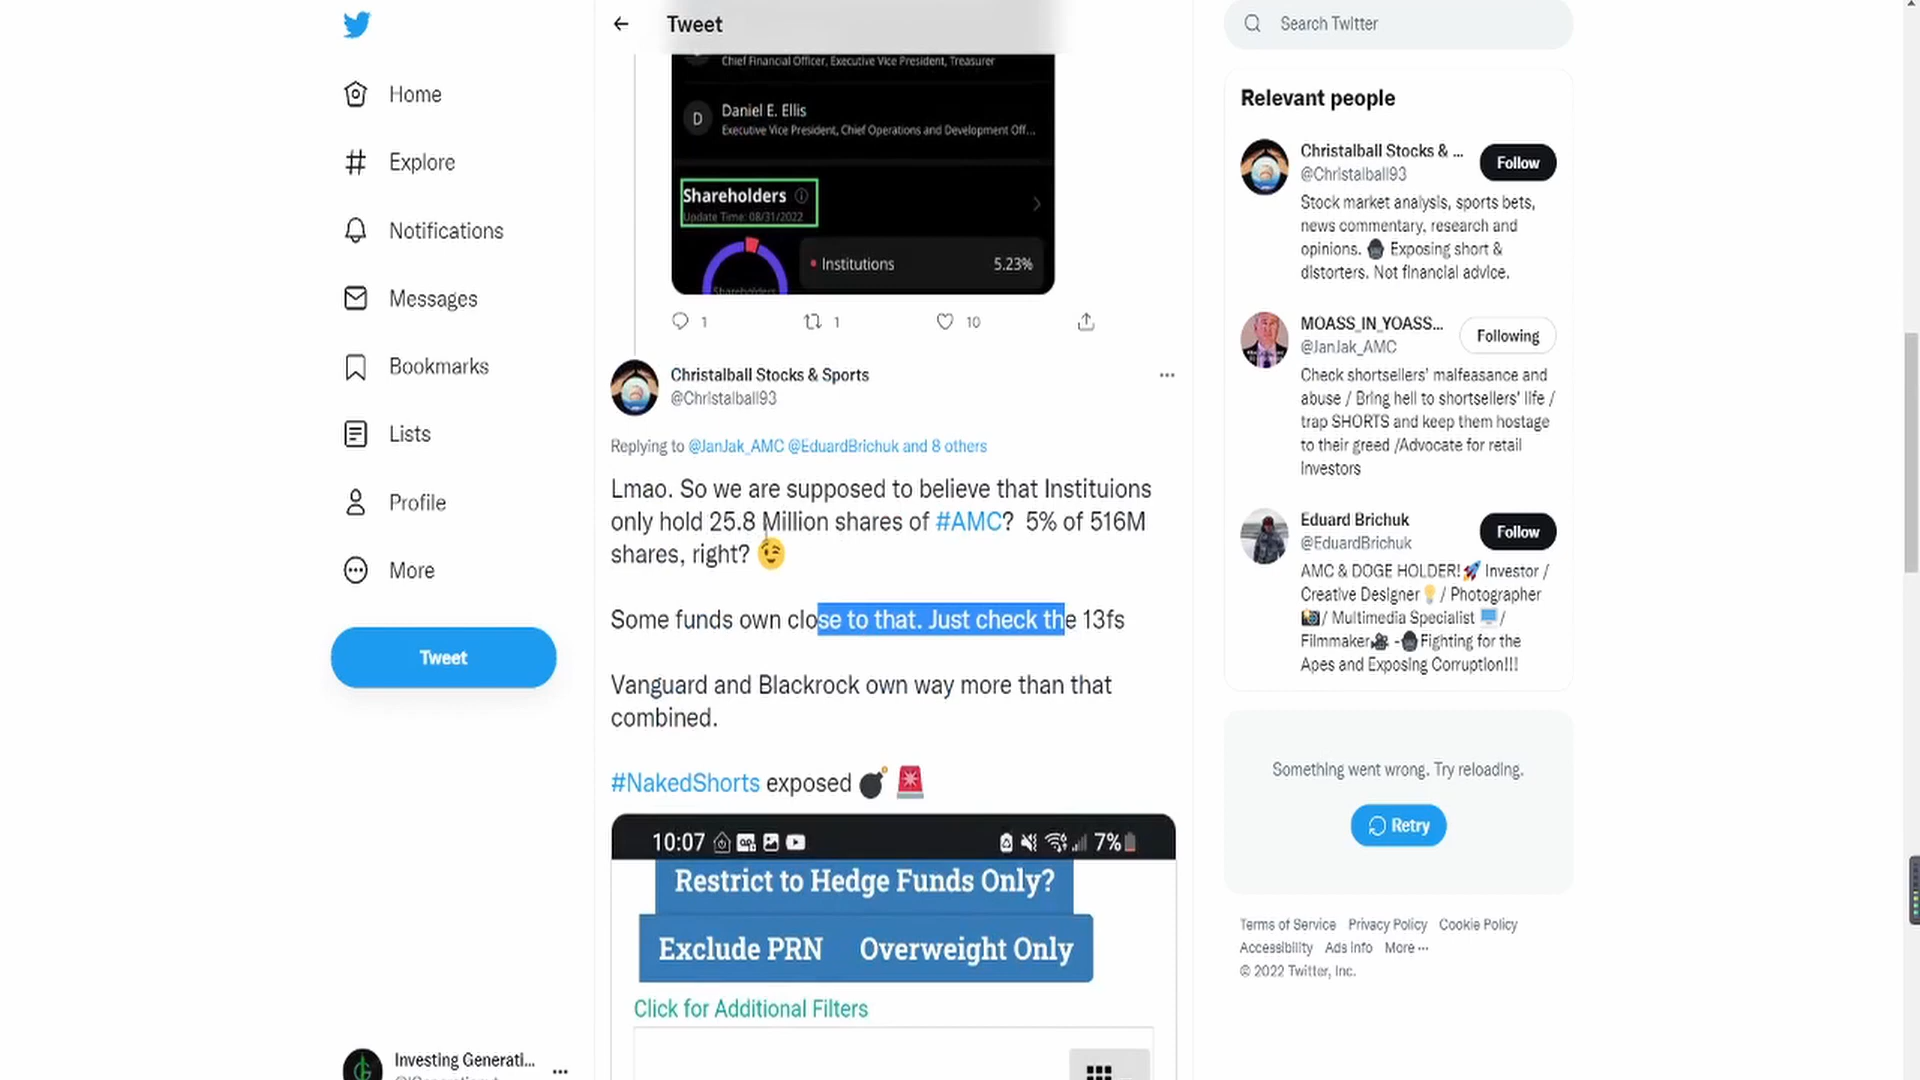 Home
Explore
Notifications
Messages
Bookmarks
Lists
Profile
More
Tweet
Investing Generati...
Tweet
Chief Financial Officer, Executive Vice President, Treasurer
D
Daniel E. Ellis
Executive Vice President, Chief Operations and Development Off...
Shareholders
Update Time: 08/31/2022
Shareholders
Institutions 5.23%
1 1 10
Christalball Stocks & Sports
@Christalball93
Replying to @JanJak_AMC @EduardBrichuk and 8 others
Lmao. So we are supposed to believe that Instituions
only hold 25.8 Million shares of #AMC? 5% of 516M
shares, right? 😉
Some funds own close to that. Just check the 13fs
Vanguard and Blackrock own way more than that
combined.
#NakedShorts exposed 💣 🚨
10:07 7%
Restrict to Hedge Funds Only?
Exclude PRN Overweight Only
Click for Additional Filters
Search Twitter
Relevant people
Christalball Stocks & ...
@Christalball93
Follow
Stock market analysis, sports bets,
news commentary, research and
opinions. 🦍 Exposing short &
distorters. Not financial advice.
MOASS_IN_YOASS...
@JanJak_AMC
Following
Check shortsellers' malfeasance and
abuse / Bring hell to shortsellers' life /
trap SHORTS and keep them hostage
to their greed /Advocate for retail
Investors
Eduard Brichuk
@EduardBrichuk
Follow
AMC & DOGE HOLDER!🚀 Investor /
Creative Designer💡/ Photographer
📸/ Multimedia Specialist 🖥️/
Filmmaker🎥 -🦍Fighting for the
Apes and Exposing Corruption!!!
Something went wrong. Try reloading.
Retry
Terms of Service Privacy Policy Cookie Policy
Accessibility Ads info More ···
© 2022 Twitter, Inc.